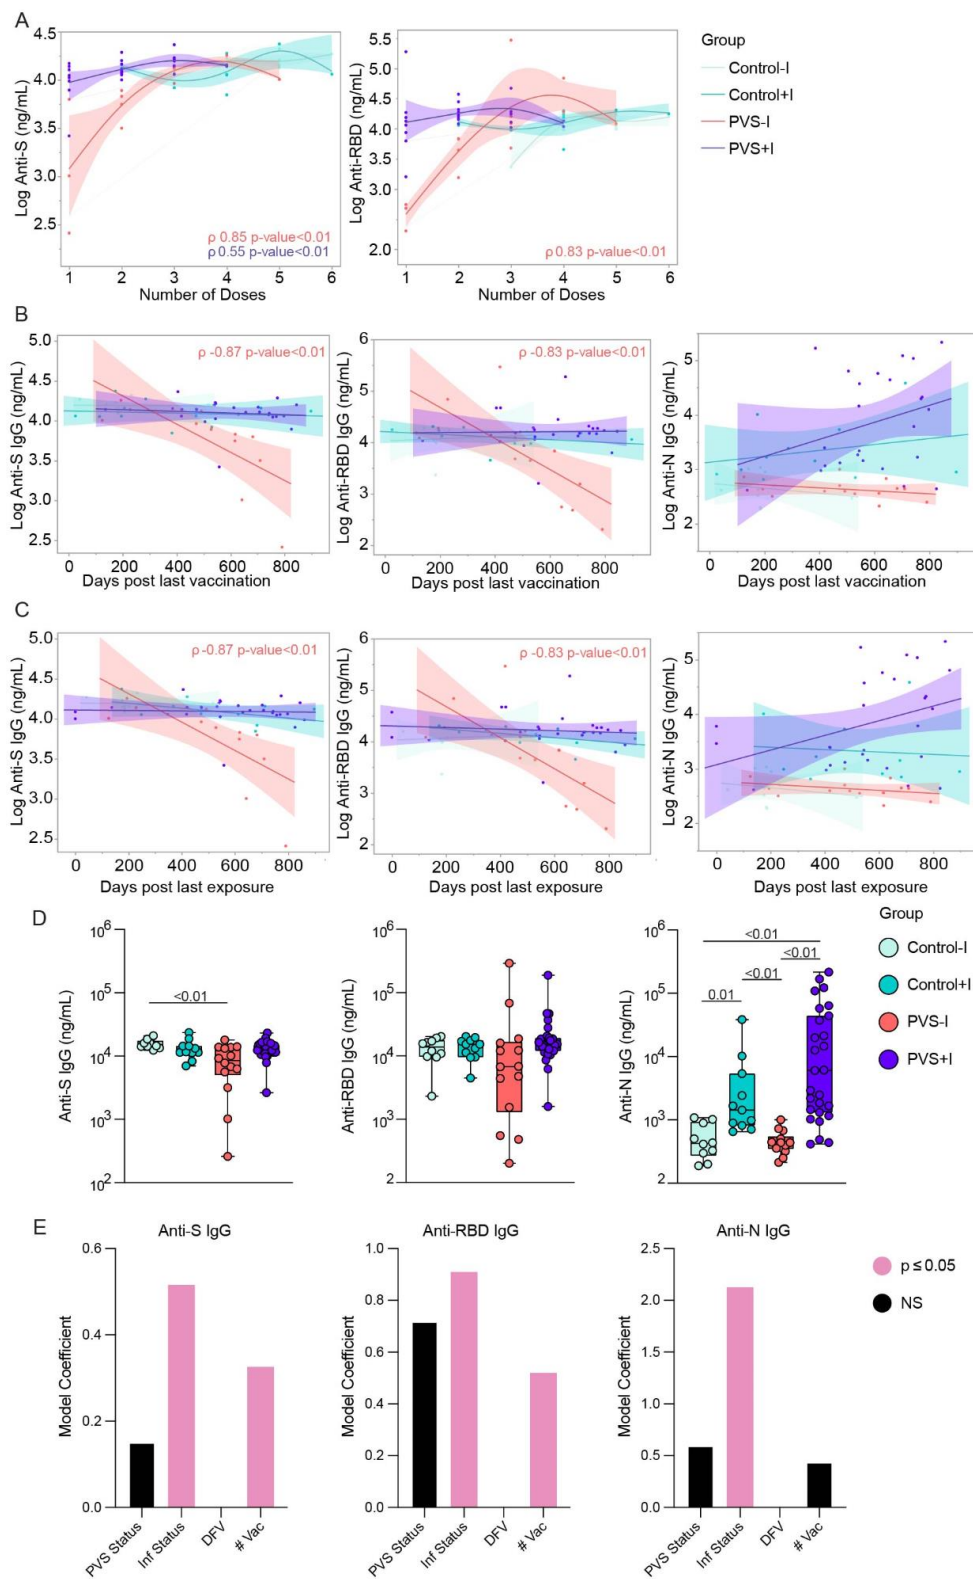 A
4.5
4.0
3.5
3.0
2.5
Log Anti-S (ng/mL)
ρ 0.85 p-value<0.01
ρ 0.55 p-value<0.01
1 2 3 4 5 6
Number of Doses
5.5
5.0
4.5
4.0
3.5
3.0
2.5
2.0
Log Anti-RBD (ng/mL)
ρ 0.83 p-value<0.01
1 2 3 4 5 6
Number of Doses
Group
Control-I
Control+I
PVS-I
PVS+I
B
5.0
4.5
4.0
3.5
3.0
2.5
Log Anti-S IgG (ng/mL)
ρ -0.87 p-value<0.01
0 200 400 600 800
Days post last vaccination
6
5
4
3
2
Log Anti-RBD IgG (ng/mL)
ρ -0.83 p-value<0.01
0 200 400 600 800
Days post last vaccination
5
4
3
2
Log Anti-N IgG (ng/mL)
0 200 400 600 800
Days post last vaccination
C
5.0
4.5
4.0
3.5
3.0
2.5
Log Anti-S IgG (ng/mL)
ρ -0.87 p-value<0.01
0 200 400 600 800
Days post last exposure
6
5
4
3
2
Log Anti-RBD IgG (ng/mL)
ρ -0.83 p-value<0.01
0 200 400 600 800
Days post last exposure
5
4
3
2
Log Anti-N IgG (ng/mL)
0 200 400 600 800
Days post last exposure
D
10⁶
10⁵
10⁴
10³
10²
Anti-S IgG (ng/mL)
<0.01
10⁶
10⁵
10⁴
10³
2
Anti-RBD IgG (ng/mL)
10⁶
10⁵
10⁴
10³
2
Anti-N IgG (ng/mL)
<0.01
<0.01
<0.01
0.01
Group
Control-I
Control+I
PVS-I
PVS+I
E
Anti-S IgG
0.6
0.4
0.2
0.0
Model Coefficient
PVS Status
Inf Status
DFV
# Vac
Anti-RBD IgG
1.0
0.8
0.6
0.4
0.2
0.0
Model Coefficient
PVS Status
Inf Status
DFV
# Vac
Anti-N IgG
2.5
2.0
1.5
1.0
0.5
0.0
Model Coefficient
PVS Status
Inf Status
DFV
# Vac
p ≤ 0.05
NS